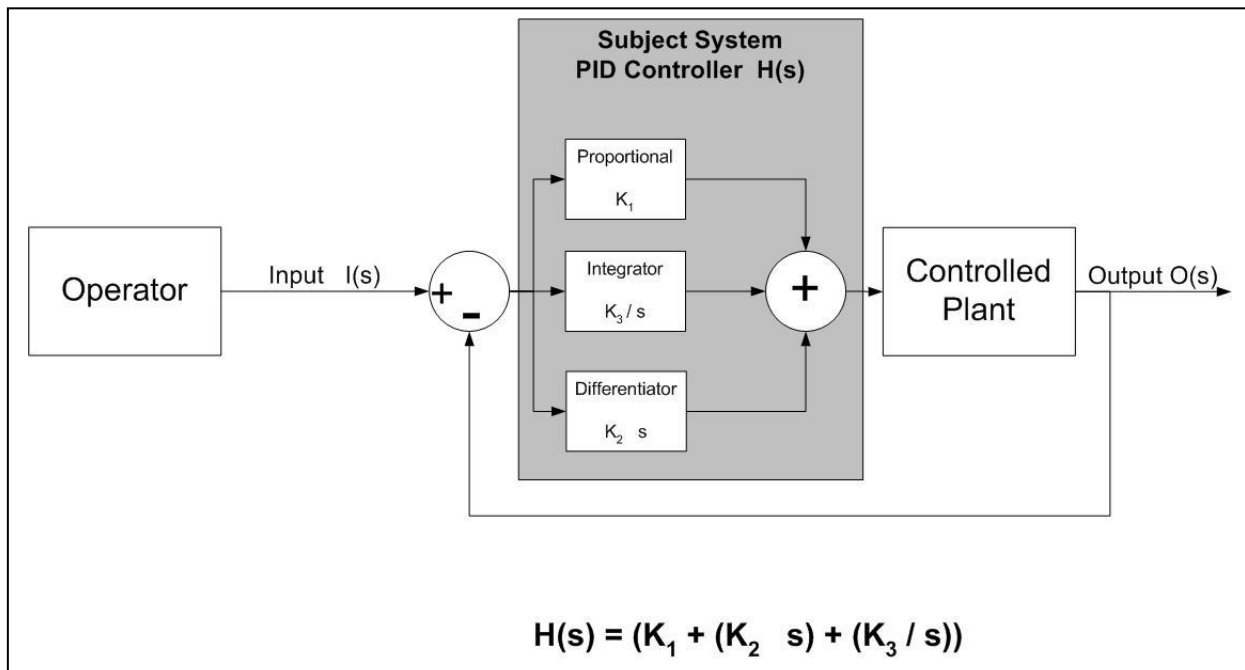 Subject System
PID Controller H(s)
Proportional
K₁
Operator
Input I(s)
+
-
Integrator
K₃ / s
+
Controlled
Plant
Output O(s)
Differentiator
K₂ s
H(s) = (K₁ + (K₂ s) + (K₃ / s))